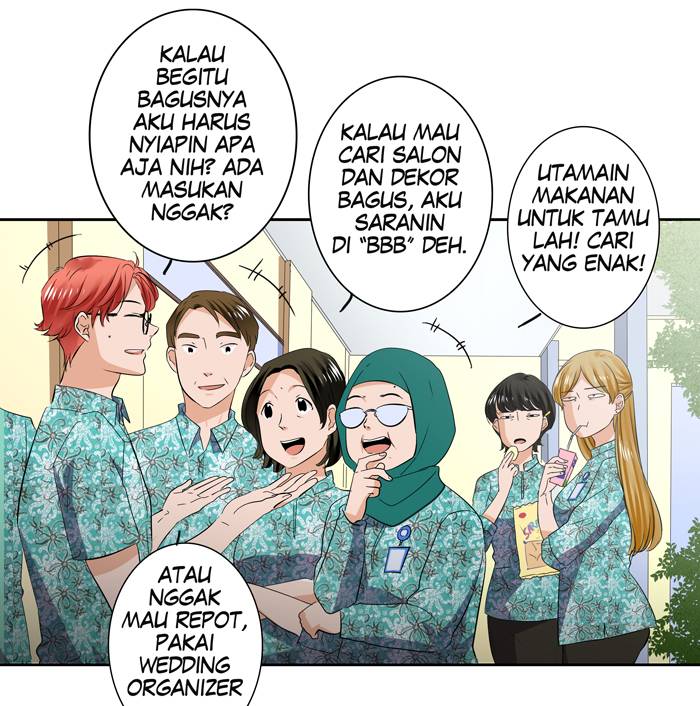 KALAU
BEGITU
BAGUSNYA
AKU HARUS
NYIAPIN APA
AJA NIH? ADA
MASUKAN
NGGAK?
KALAU MAU
CARI SALON
DAN DEKOR
BAGUS, AKU
SARANIN
DI "BBB" DEH.
UTAMAIN
MAKANAN
UNTUK TAMU
LAH! CARI
YANG ENAK!
ATAU
NGGAK
MAU REPOT,
PAKAI
WEDDING
ORGANIZER